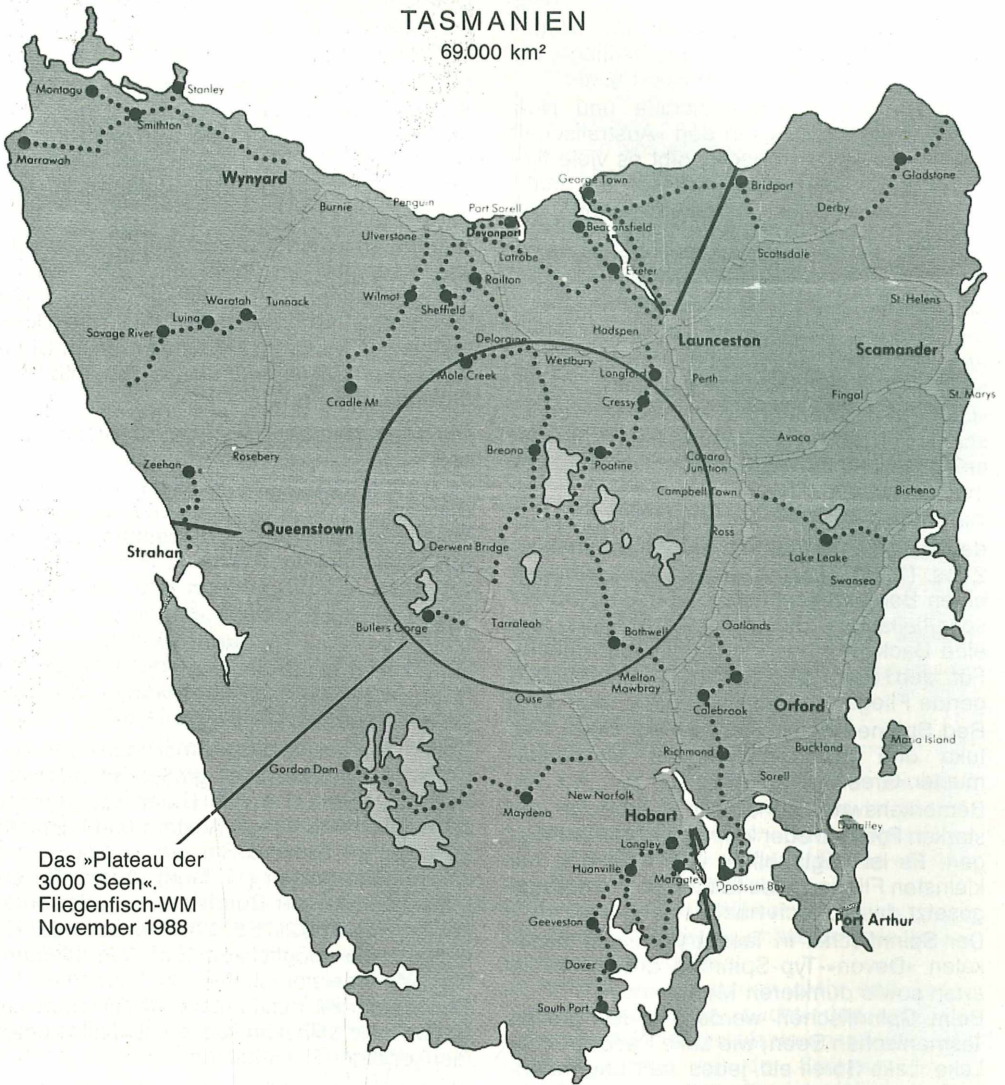 TASMANIEN
69.000 km²
Montagu
Stanley
Smithton
Marrawah
Wynyard
Burnie
Penguin
Ulverstone
Port Sorell
Devonport
Latrobe
George Town
Beaconsfield
Exeter
Bridport
Gladstone
Derby
Scottsdale
St. Helens
Waratah
Tunnack
Luina
Savage River
Wilmot
Sheffield
Railton
Deloraine
Hadspen
Westbury
Launceston
Scamander
Mole Creek
Longford
Perth
Cradle Mt.
Cressy
Fingal
St. Marys
Avoca
Zeehan
Rosebery
Breona
Poatine
Conara
Junction
Campbell Town
Bicheno
Queenstown
Strahan
Derwent Bridge
Ross
Lake Leake
Swansea
Butlers Gorge
Tarraleah
Bothwell
Oatlands
Melton
Mowbray
Ouse
Colebrook
Orford
Richmond
Buckland
Maria Island
Gordon Dam
Maydena
New Norfolk
Sorell
Hobart
Dunalley
Longley
Huanville
Margate
Opossum Bay
Port Arthur
Geeveston
Dover
South Port
Das »Plateau der
3000 Seen«.
Fliegenfisch-WM
November 1988